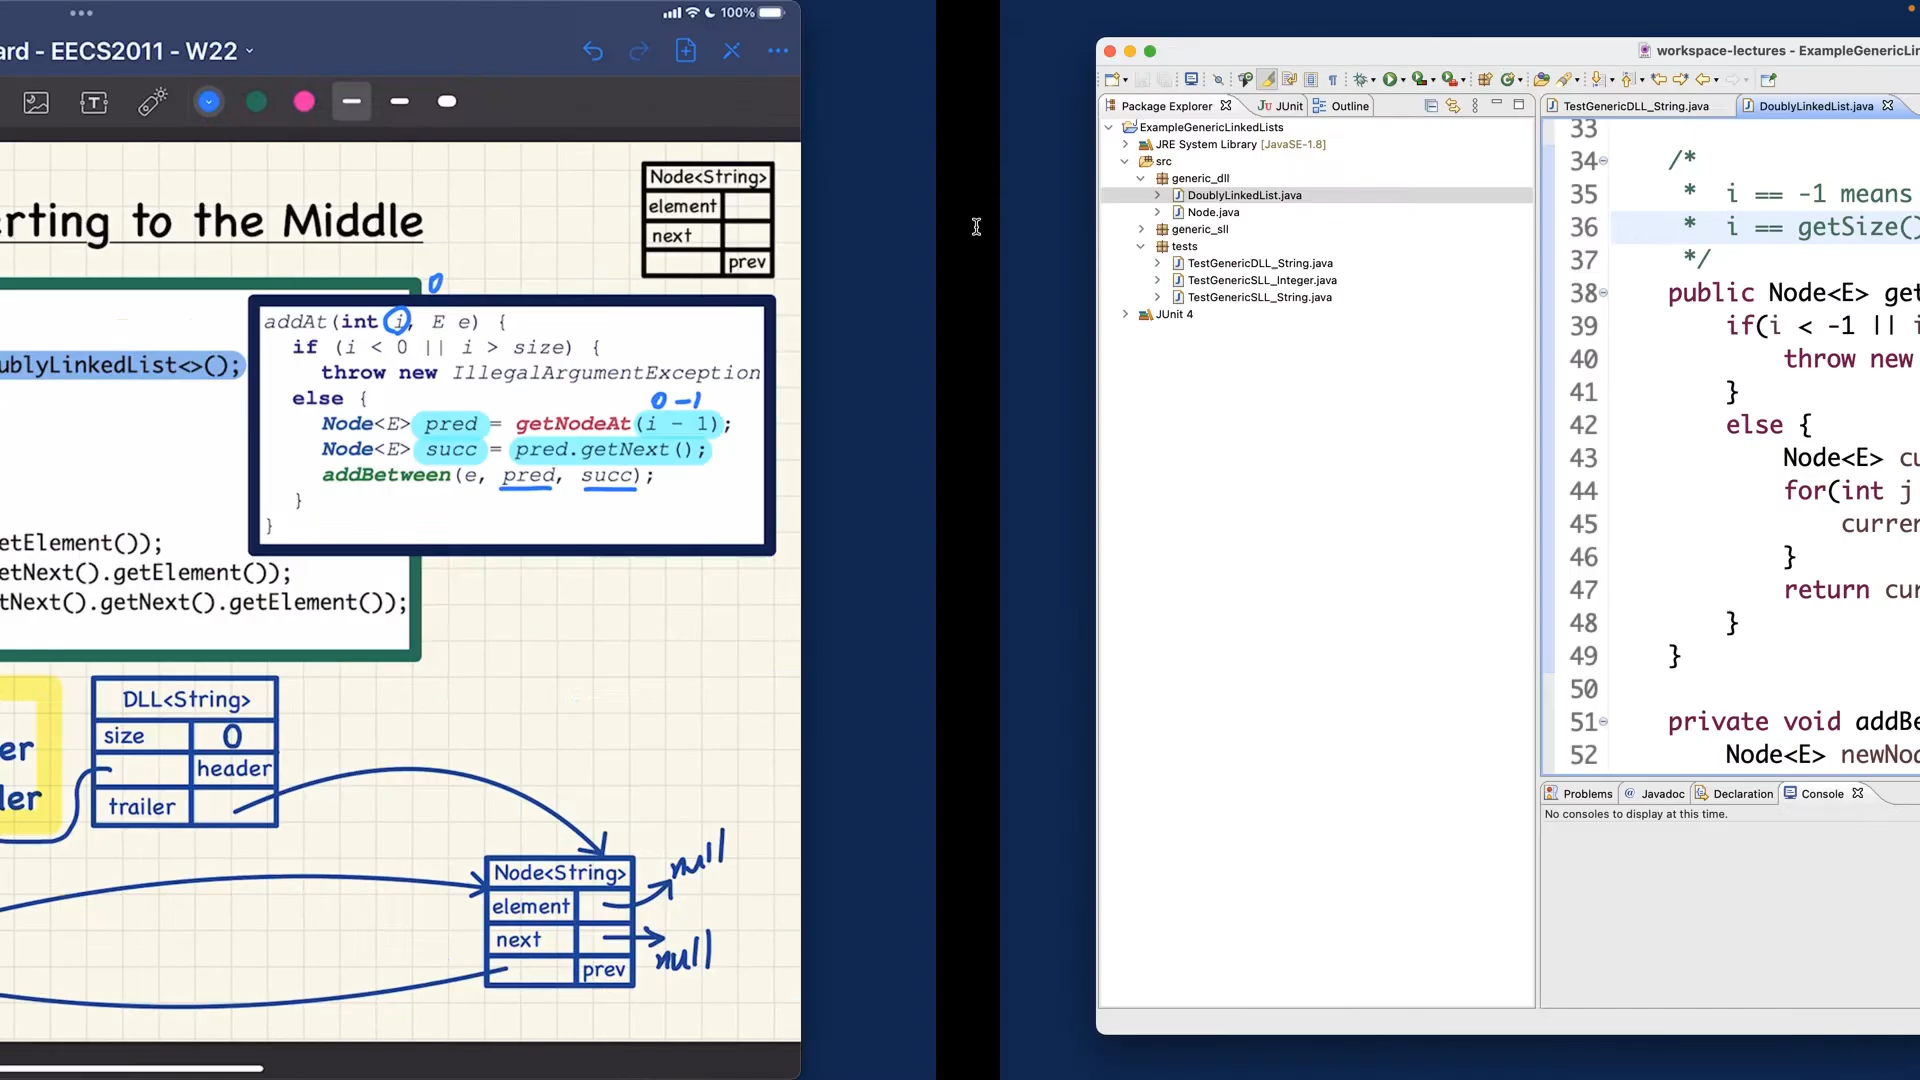 100%
ard - EECS2011 - W22
erting to the Middle
Node<String>
element
next
prev
0
addAt(int i, E e) {
if (i < 0 || i > size) {
throw new IllegalArgumentException
else {
0 -1
Node<E> pred = getNodeAt(i - 1);
Node<E> succ = pred.getNext();
addBetween(e, pred, succ);
}
}
ublyLinkedList<>();
etElement());
etNext().getElement());
tNext().getNext().getElement());
er
ler
DLL<String>
size 0
header
trailer
Node<String>
element
next
prev
null
null
workspace-lectures - ExampleGenericLin
Package Explorer JUnit Outline
ExampleGenericLinkedLists
JRE System Library [JavaSE-1.8]
src
generic_dll
DoublyLinkedList.java
Node.java
generic_sll
tests
TestGenericDLL_String.java
TestGenericSLL_Integer.java
TestGenericSLL_String.java
JUnit 4
TestGenericDLL_String.java DoublyLinkedList.java
33
34 /*
35 * i == -1 means
36 * i == getSize()
37 */
38 public Node<E> get
39 if(i < -1 || i
40 throw new
41 }
42 else {
43 Node<E> cu
44 for(int j
45 curren
46 }
47 return cur
48 }
49 }
50
51 private void addBe
52 Node<E> newNod
Problems Javadoc Declaration Console
No consoles to display at this time.